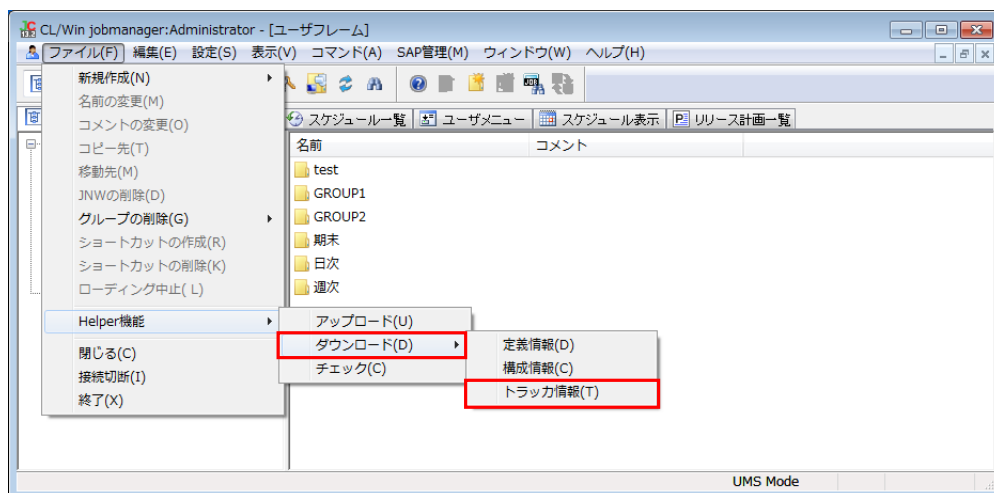 CL/Win jobmanager:Administrator - [ユーザフレーム]
ファイル(F) 編集(E) 設定(S) 表示(V) コマンド(A) SAP管理(M) ウィンドウ(W) ヘルプ(H)
スケジュール一覧 ユーザメニュー スケジュール表示 リリース計画一覧
新規作成(N)
名前の変更(M)
コメントの変更(O)
コピー先(T)
移動先(M)
JNWの削除(D)
グループの削除(G)
ショートカットの作成(R)
ショートカットの削除(K)
ローディング中止( L)
Helper機能
閉じる(C)
接続切断(I)
終了(X)
名前 コメント
test
GROUP1
GROUP2
期末
日次
週次
アップロード(U)
ダウンロード(D)
チェック(C)
定義情報(D)
構成情報(C)
トラッカ情報(T)
UMS Mode